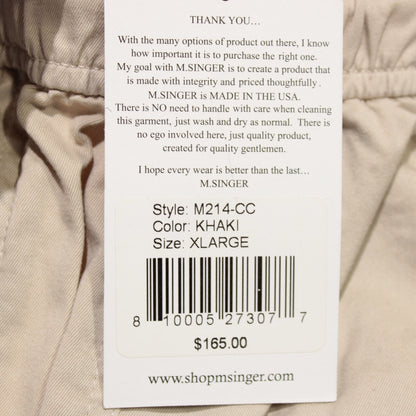 THANK YOU...
With the many options of product out there, I know
how important it is to purchase the right one.
My goal with M.SINGER is to create a product that
is made with integrity and priced thoughtfully.
M.SINGER is MADE IN THE USA.
There is NO need to handle with care when cleaning
this garment, just wash and dry as normal. There is
no ego involved here, just quality product,
created for quality gentlemen.
I hope every wear is better than the last...
M.SINGER
Style: M214-CC
Color: KHAKI
Size: XLARGE
8 10005 27307 7
$165.00
www.shopmsinger.com